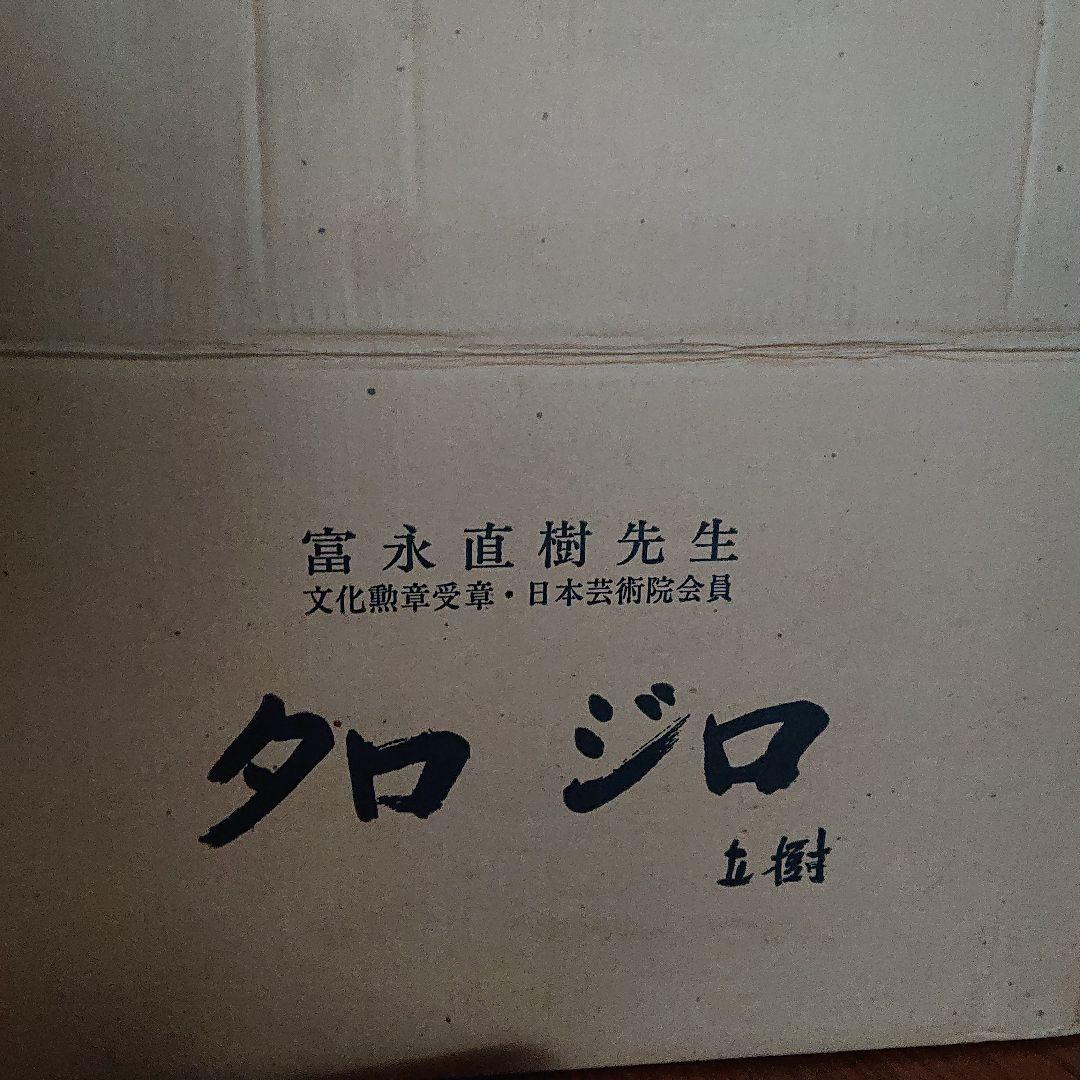 富永直樹先生
文化勲章受章・日本芸術院会員
タロ ジロ
直樹